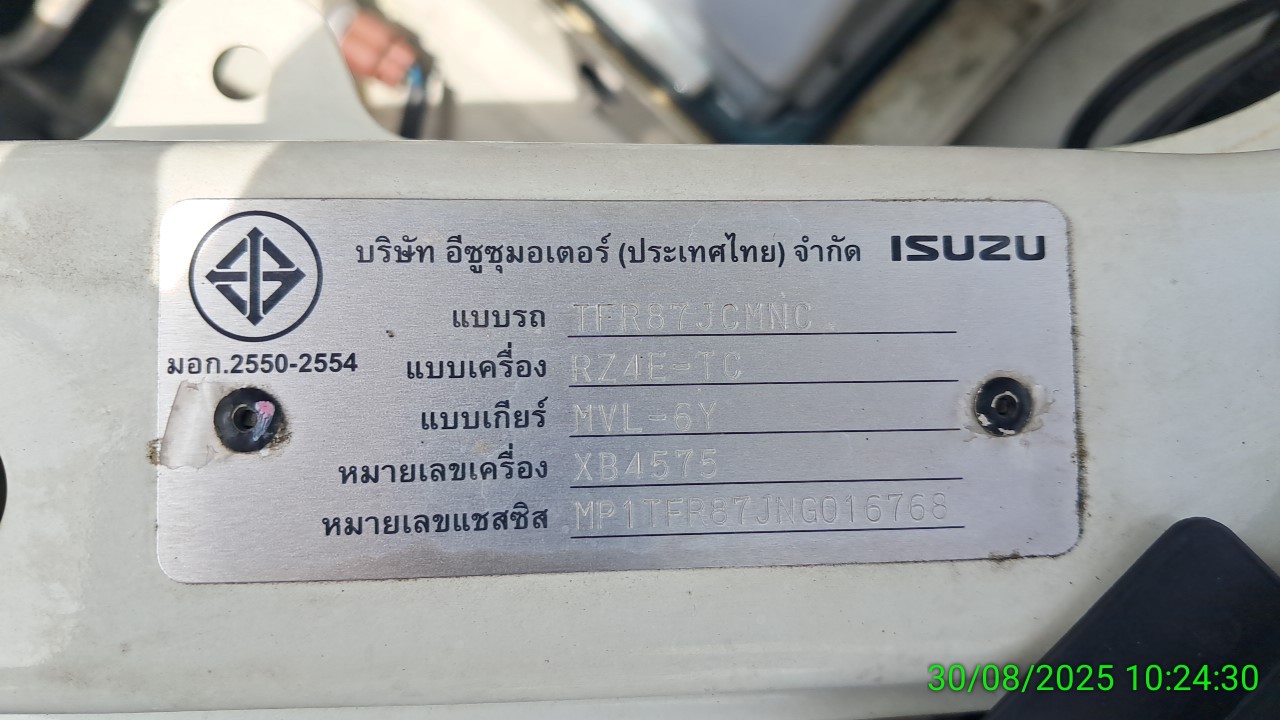 บริษัท อีซูซุมอเตอร์ (ประเทศไทย) จำกัด ISUZU
แบบรถ TFR87JCMNC
มอก.2550-2554
แบบเครื่อง RZ4E-TC
แบบเกียร์ MVL-6Y
หมายเลขเครื่อง XB4575
หมายเลขแชสซิส MP1TFR87JNG016768
30/08/2025 10:24:30